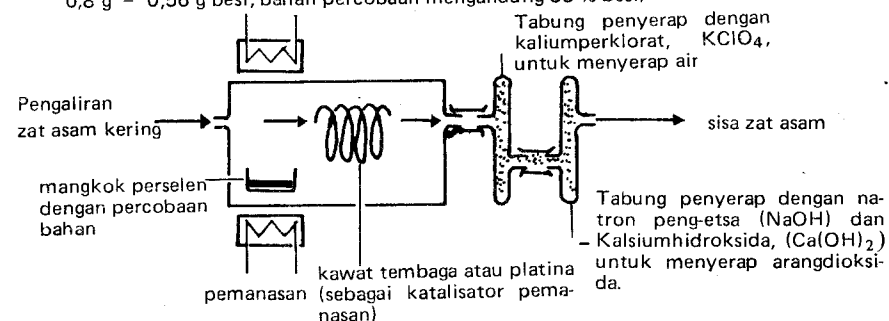 Tabung penyerap dengan
kaliumperklorat, KClO4,
untuk menyerap air
Pengaliran
zat asam kering
sisa zat asam
mangkok perselen
dengan percobaan
bahan
Tabung penyerap dengan na-
tron peng-etsa (NaOH) dan
Kalsiumhidroksida, (Ca(OH)2)
untuk menyerap arangdioksi-
da.
pemanasan
kawat tembaga atau platina
(sebagai katalisator pema-
nasan)